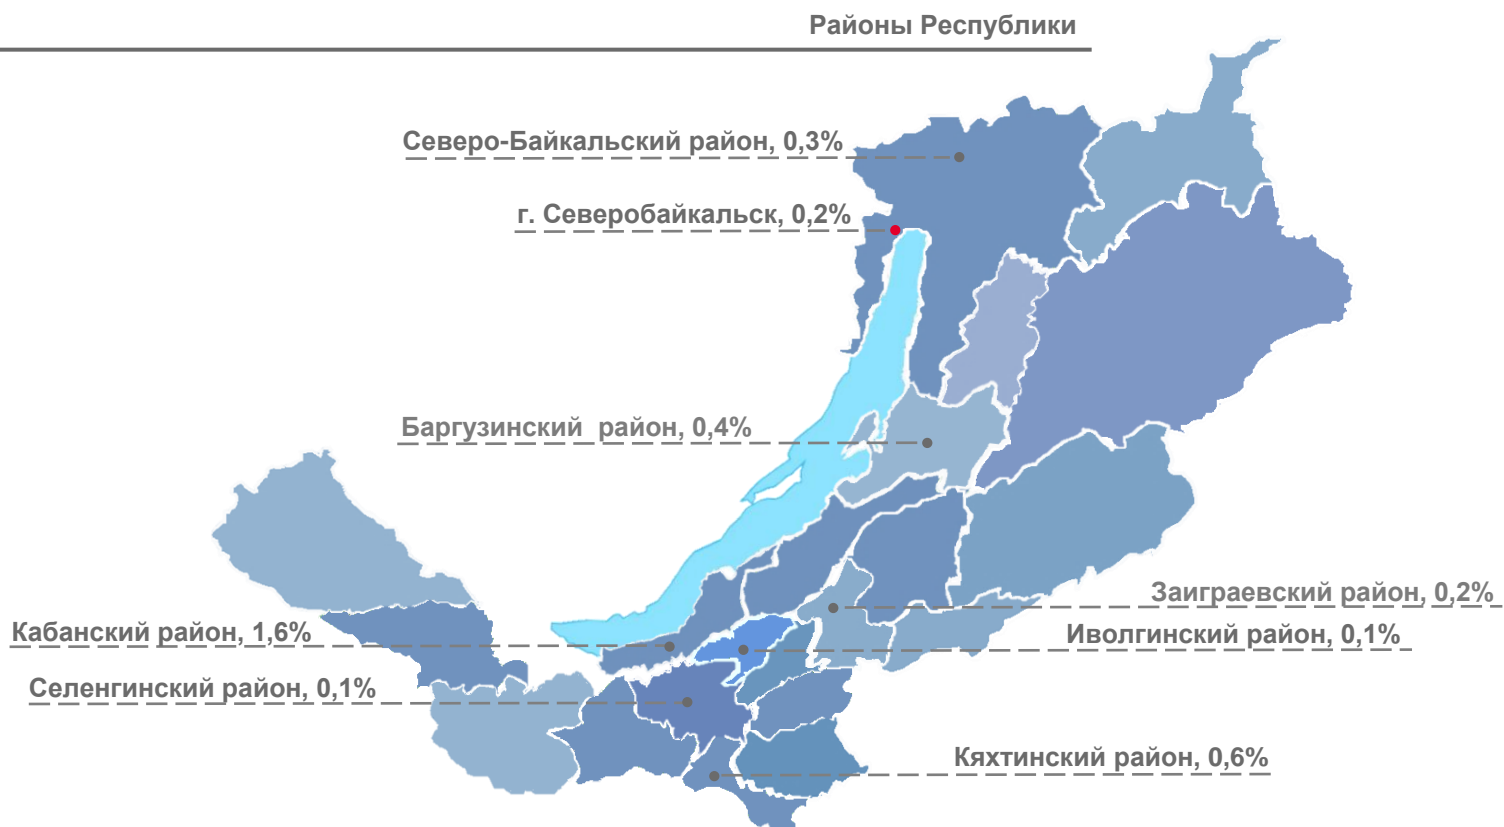 Районы Республики
Северо-Байкальский район, 0,3%
г. Северобайкальск, 0,2%
Баргузинский район, 0,4%
Заиграевский район, 0,2%
Кабанский район, 1,6%
Иволгинский район, 0,1%
Селенгинский район, 0,1%
Кяхтинский район, 0,6%